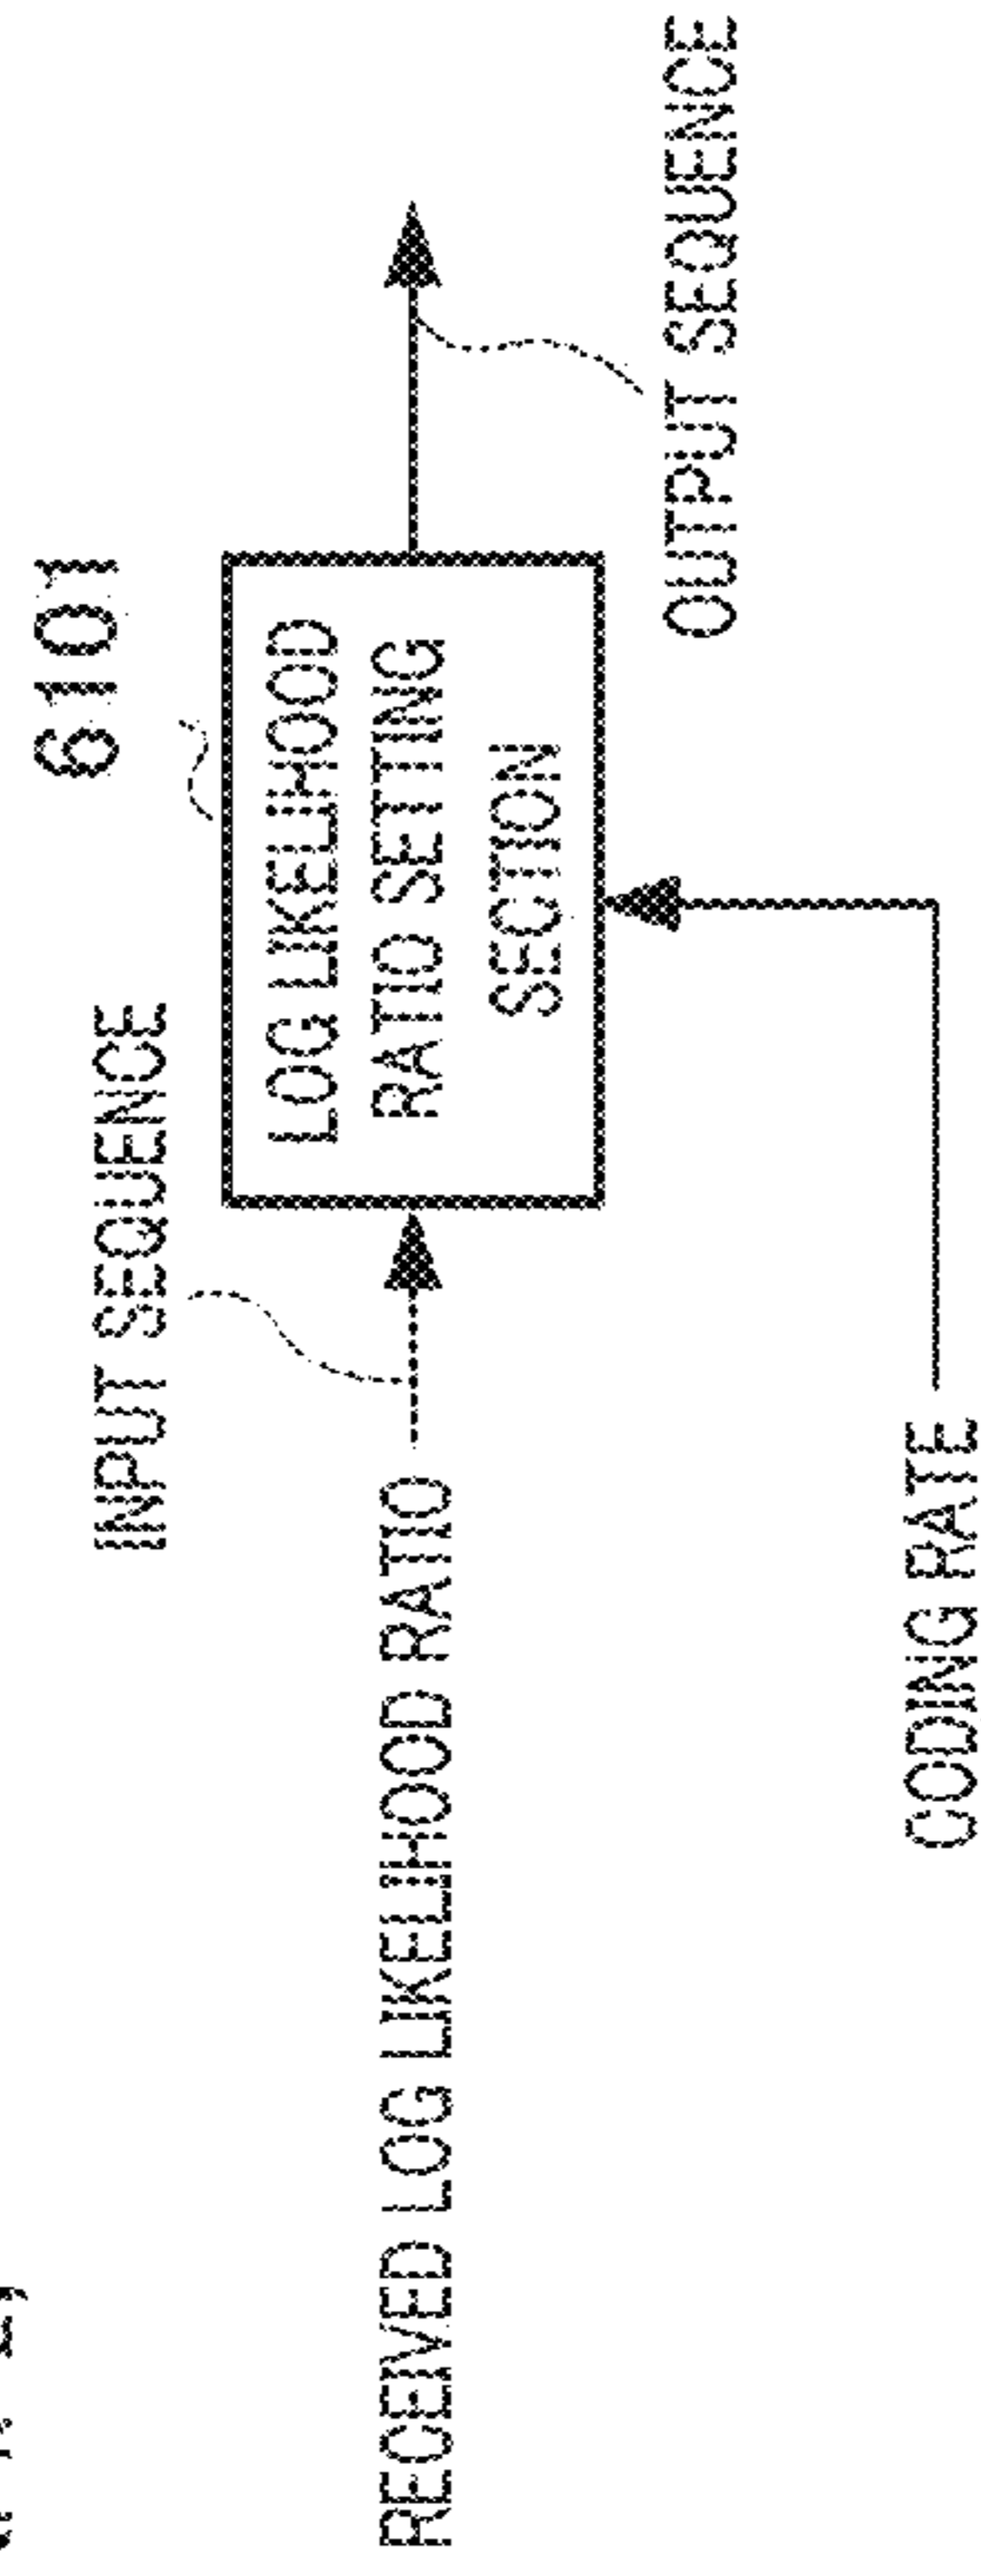 6101
INPUT SEQUENCE
LOG LIKELIHOOD
RATIO SETTING
SECTION
RECEIVED LOG LIKELIHOOD RATIO
OUTPUT SEQUENCE
CODING RATE